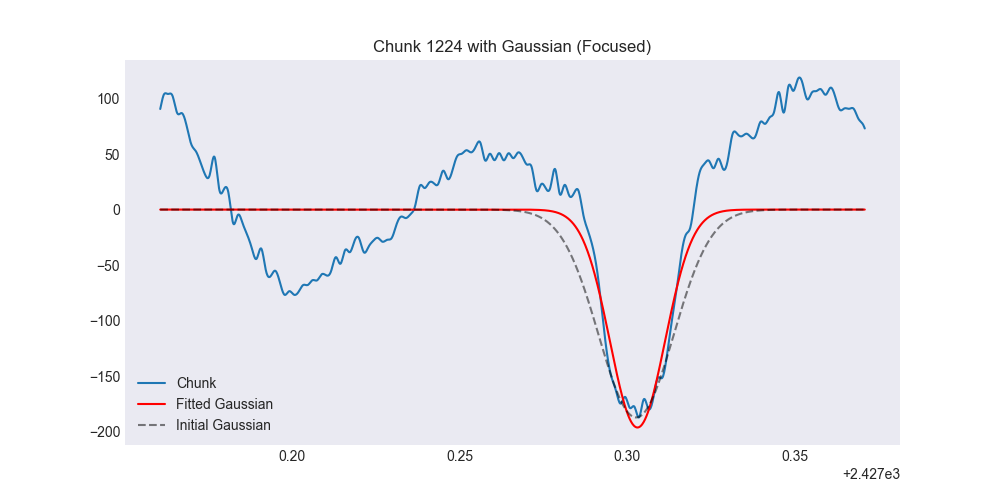 Chunk 1224 with Gaussian (Focused)
100
50
0
−50
−100
−150
−200
Chunk
Fitted Gaussian
Initial Gaussian
0.20 0.25 0.30 0.35
+2.427e3